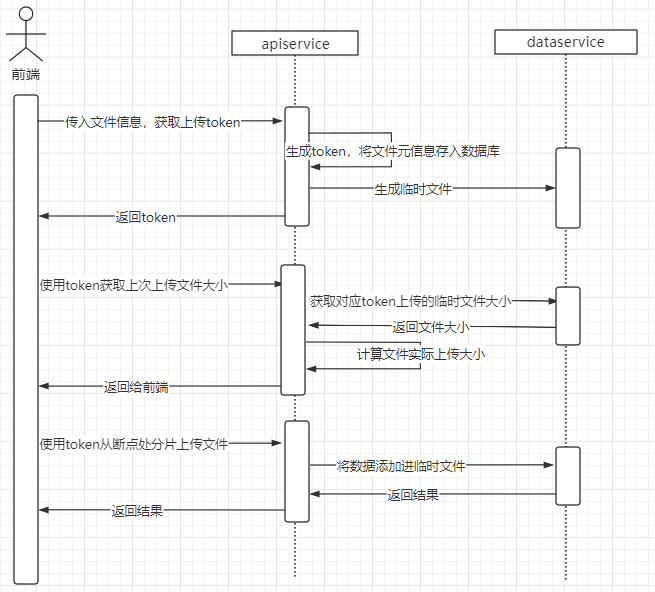 apiservice
dataservice
前端
传入文件信息，获取上传token
生成token，将文件元信息存入数据库
生成临时文件
返回token
使用token获取上次上传文件大小
获取对应token上传的临时文件大小
返回文件大小
计算文件实际上传大小
返回给前端
使用token从断点处分片上传文件
将数据添加进临时文件
返回结果
返回结果